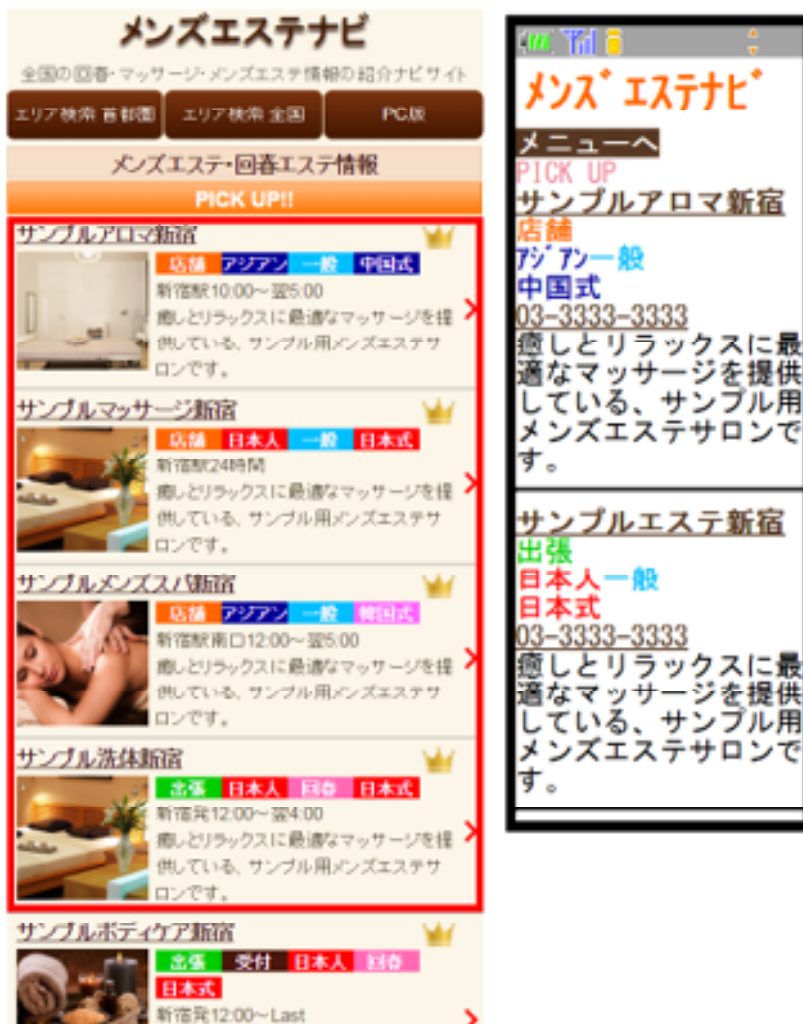 メンズエステナビ
全国の回春・マッサージ・メンズエステ情報の紹介ナビサイト
エリア検索 首都圏 エリア検索 全国 PC版
メンズエステ・回春エステ情報
PICK UP!!
サンプルアロマ新宿
店舗 アジアン 一般 中国式
新宿駅10:00～翌5:00
癒しとリラックスに最適なマッサージを提
供している、サンプル用メンズエステサ
ロンです。
サンプルマッサージ新宿
店舗 日本人 一般 日本式
新宿駅24時間
癒しとリラックスに最適なマッサージを提
供している、サンプル用メンズエステサ
ロンです。
サンプルメンズスパ新宿
店舗 アジアン 一般 韓国式
新宿駅南口12:00～翌5:00
癒しとリラックスに最適なマッサージを提
供している、サンプル用メンズエステサ
ロンです。
サンプル洗体新宿
出張 日本人 回春 日本式
新宿発12:00～翌4:00
癒しとリラックスに最適なマッサージを提
供している、サンプル用メンズエステサ
ロンです。
サンプルボディケア新宿
出張 受付 日本人 回春
日本式
新宿発12:00～Last
メンズﾞエステナビﾞ
メニューへ
PICK UP
サンプルアロマ新宿
店舗
ｱｼﾞｱﾝ一般
中国式
03-3333-3333
癒しとリラックスに最
適なマッサージを提供
している、サンプル用
メンズエステサロンで
す。
サンプルエステ新宿
出張
日本人一般
日本式
03-3333-3333
癒しとリラックスに最
適なマッサージを提供
している、サンプル用
メンズエステサロンで
す。